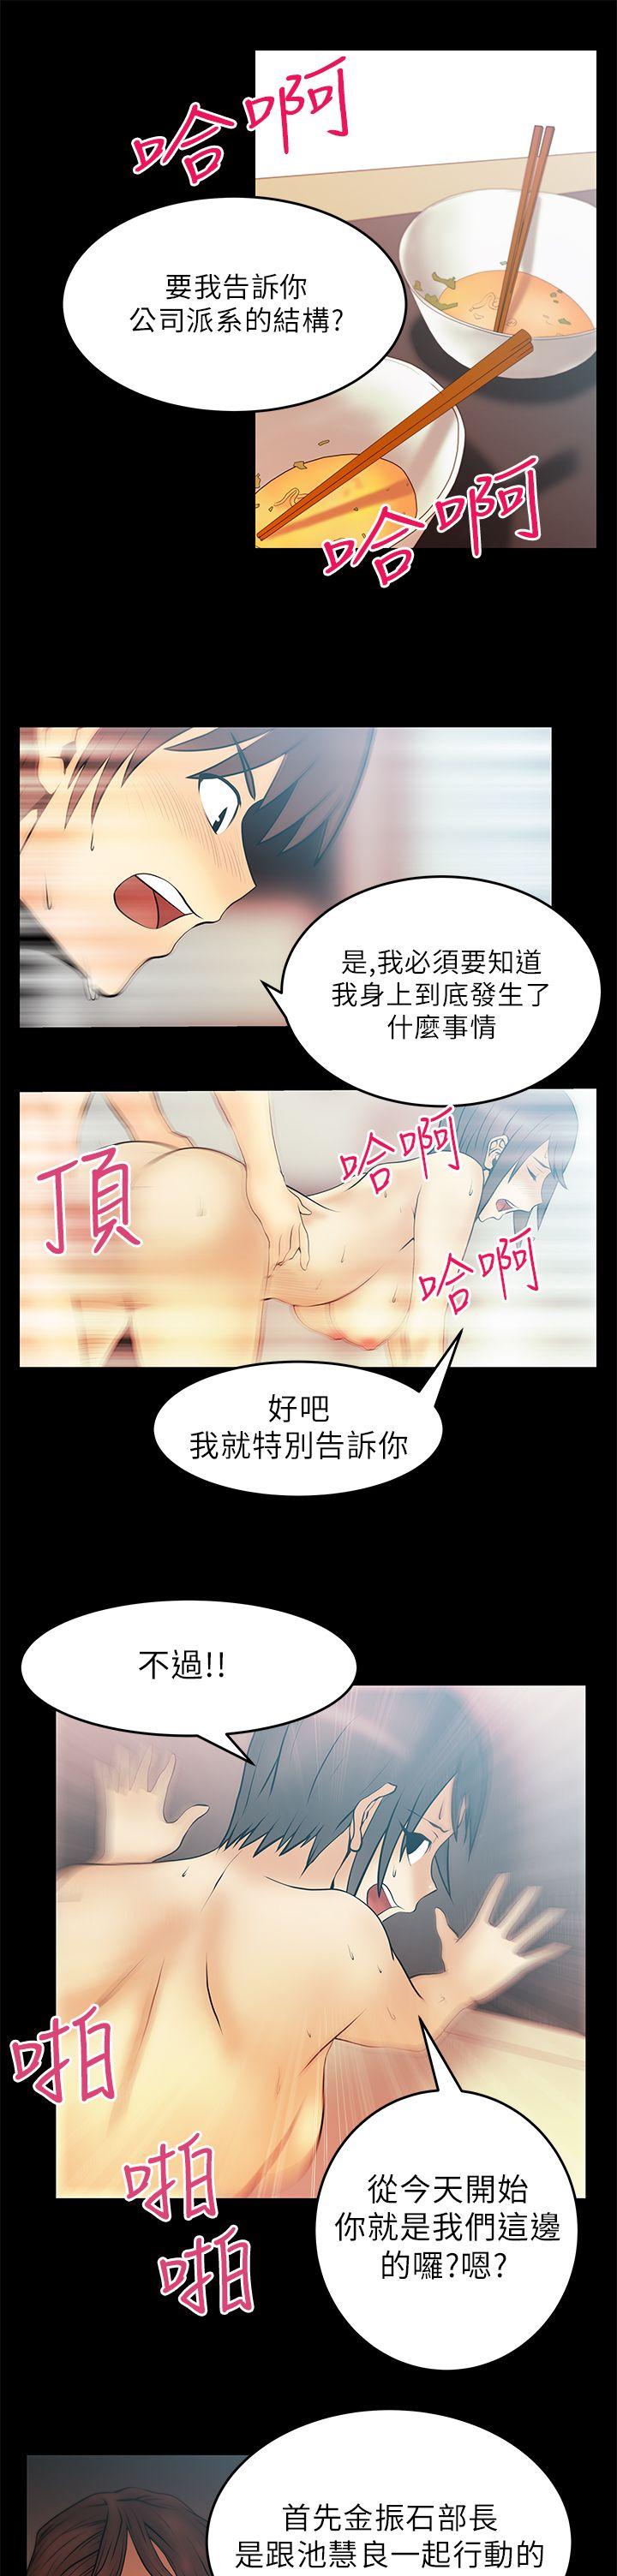 哈啊
要我告訴你
公司派系的結構?
哈啊
是,我必須要知道
我身上到底發生了
什麼事情
頂
哈啊
哈啊
好吧
我就特別告訴你
不過!!
啪
啪
啪
從今天開始
你就是我們這邊
的囉?嗯?
首先金振石部長
是跟池慧良一起行動的